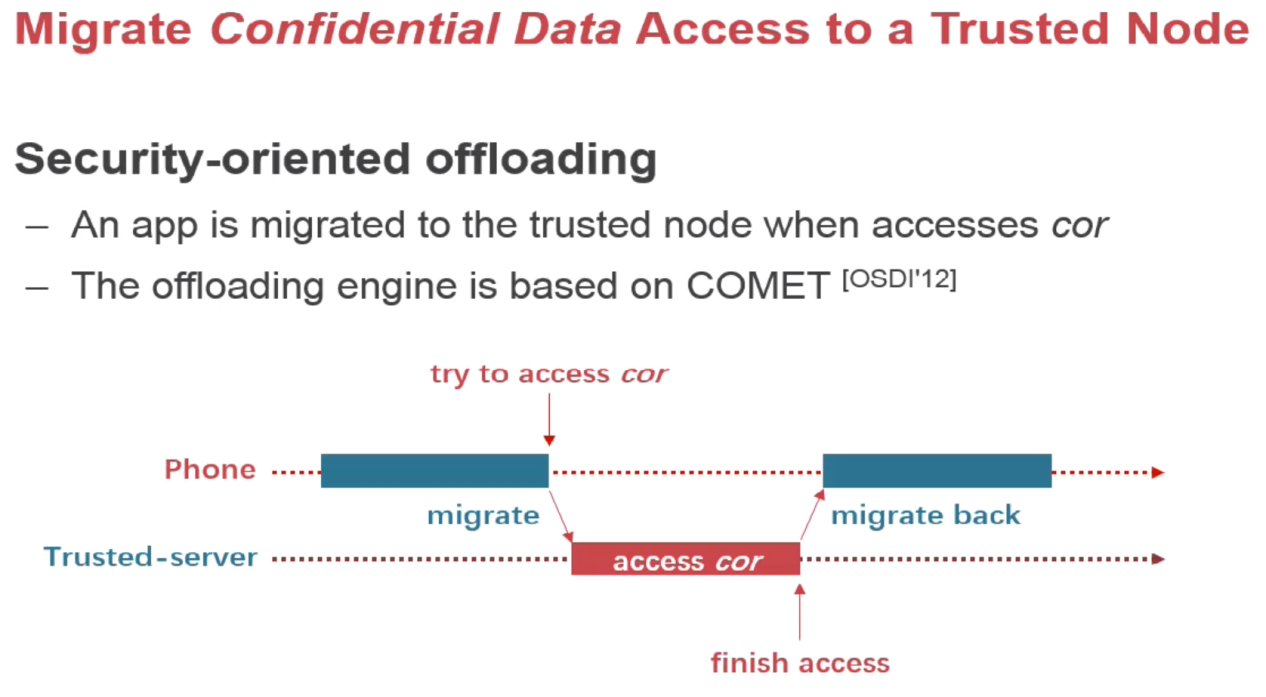 Migrate Confidential Data Access to a Trusted Node
Security-oriented offloading
– An app is migrated to the trusted node when accesses cor
– The offloading engine is based on COMET [OSDI'12]
try to access cor
Phone
migrate
migrate back
Trusted-server
access cor
finish access